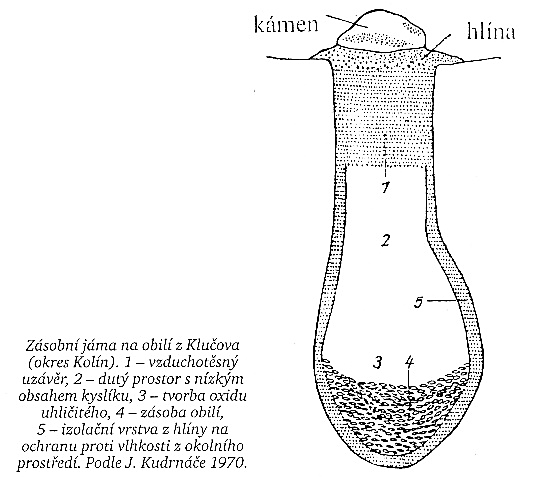 kámen
hlína
1
2
5
3
4
Zásobní jáma na obilí z Klučova
(okres Kolín). 1 – vzduchotěsný
uzávěr, 2 – dutý prostor s nízkým
obsahem kyslíku, 3 – tvorba oxidu
uhličitého, 4 – zásoba obilí,
5 – izolační vrstva z hlíny na
ochranu proti vlhkosti z okolního
prostředí. Podle J. Kudrnáče 1970.